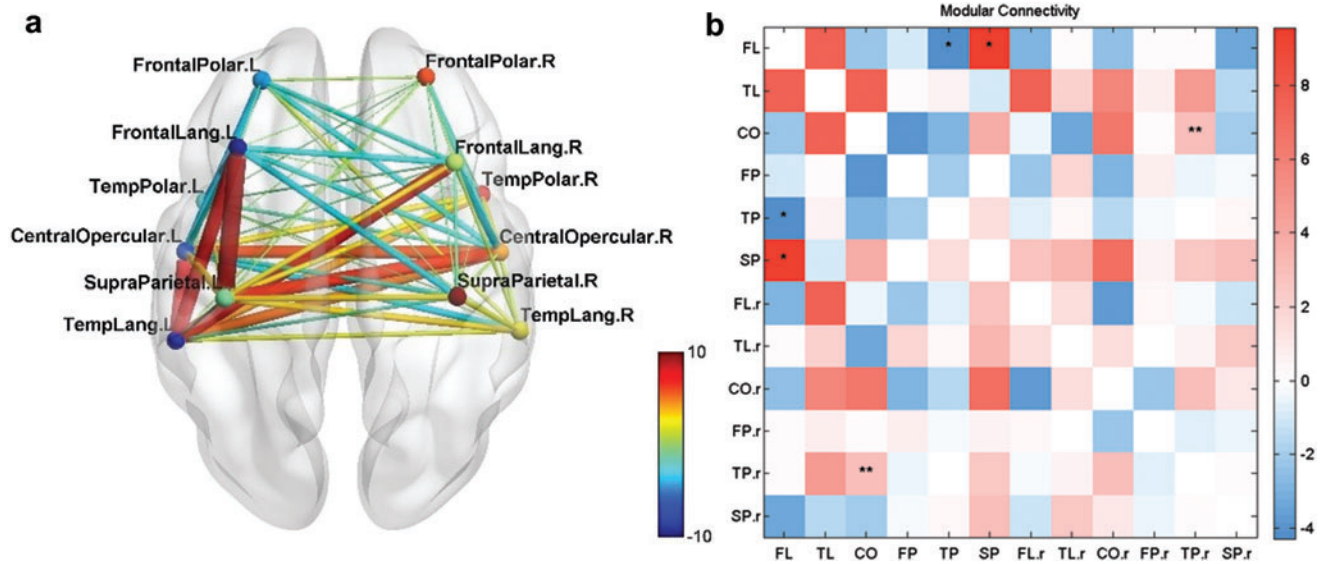 a
FrontalPolar.L
FrontalPolar.R
FrontalLang.L
FrontalLang.R
TempPolar.L
TempPolar.R
CentralOpercular.L
CentralOpercular.R
SupraParietal.L
SupraParietal.R
TempLang.L
TempLang.R
10
-10
b
Modular Connectivity
FL
TL
CO
FP
TP
SP
FL.r
TL.r
CO.r
FP.r
TP.r
SP.r
* *
**
*
*
**
FL TL CO FP TP SP FL.r TL.r CO.r FP.r TP.r SP.r
8
6
4
2
0
-2
-4